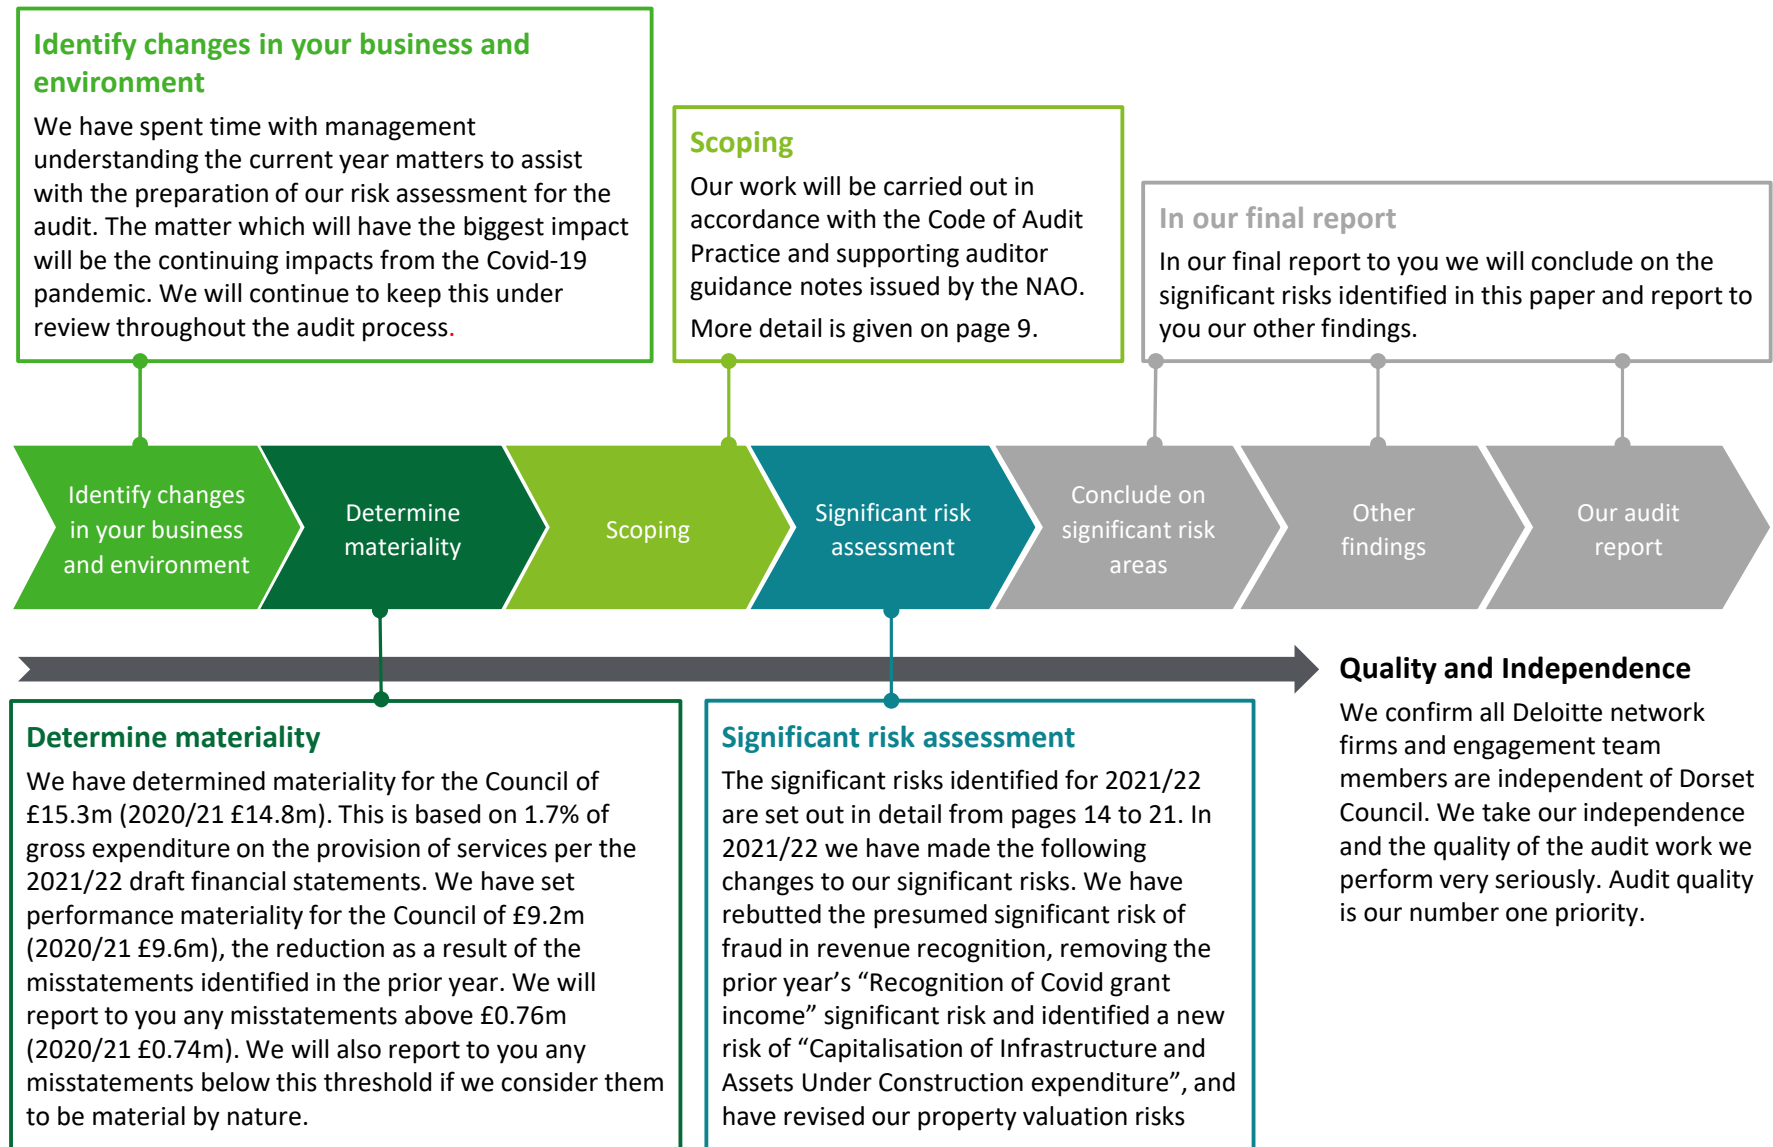 Identify changes in your business and
environment
We have spent time with management
understanding the current year matters to assist
with the preparation of our risk assessment for the
audit. The matter which will have the biggest impact
will be the continuing impacts from the Covid-19
pandemic. We will continue to keep this under
review throughout the audit process.
Scoping
Our work will be carried out in
accordance with the Code of Audit
Practice and supporting auditor
guidance notes issued by the NAO.
More detail is given on page 9.
In our final report
In our final report to you we will conclude on the
significant risks identified in this paper and report to
you our other findings.
Identify changes
in your business
and environment
Determine
materiality
Scoping
Significant risk
assessment
Conclude on
significant risk
areas
Other
findings
Our audit
report
Determine materiality
We have determined materiality for the Council of
£15.3m (2020/21 £14.8m). This is based on 1.7% of
gross expenditure on the provision of services per the
2021/22 draft financial statements. We have set
performance materiality for the Council of £9.2m
(2020/21 £9.6m), the reduction as a result of the
misstatements identified in the prior year. We will
report to you any misstatements above £0.76m
(2020/21 £0.74m). We will also report to you any
misstatements below this threshold if we consider them
to be material by nature.
Significant risk assessment
The significant risks identified for 2021/22
are set out in detail from pages 14 to 21. In
2021/22 we have made the following
changes to our significant risks. We have
rebutted the presumed significant risk of
fraud in revenue recognition, removing the
prior year’s “Recognition of Covid grant
income” significant risk and identified a new
risk of “Capitalisation of Infrastructure and
Assets Under Construction expenditure”, and
have revised our property valuation risks
Quality and Independence
We confirm all Deloitte network
firms and engagement team
members are independent of Dorset
Council. We take our independence
and the quality of the audit work we
perform very seriously. Audit quality
is our number one priority.